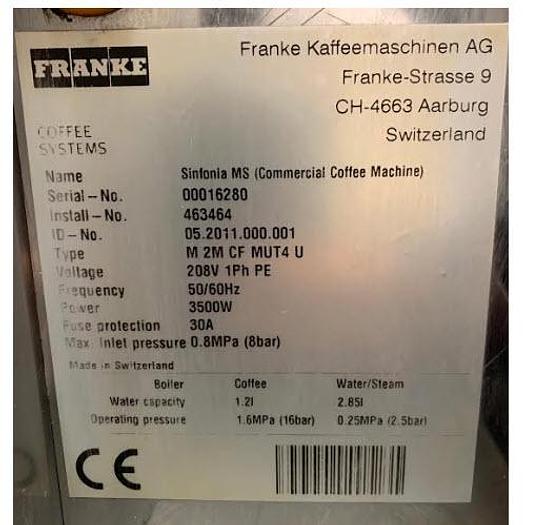 FRANKE
Franke Kaffeemaschinen AG
Franke-Strasse 9
CH-4663 Aarburg
Switzerland
COFFEE
SYSTEMS
Name Sinfonia MS (Commercial Coffee Machine)
Serial – No. 00016280
Install – No. 463464
ID – No. 05.2011.000.001
Type M 2M CF MUT4 U
Voltage 208V 1Ph PE
Frequency 50/60Hz
Power 3500W
Fuse protection 30A
Max. Inlet pressure 0.8MPa (8bar)
Made in Switzerland
Boiler Coffee Water/Steam
Water capacity 1.2l 2.85l
Operating pressure 1.6MPa (16bar) 0.25MPa (2.5bar)
CE